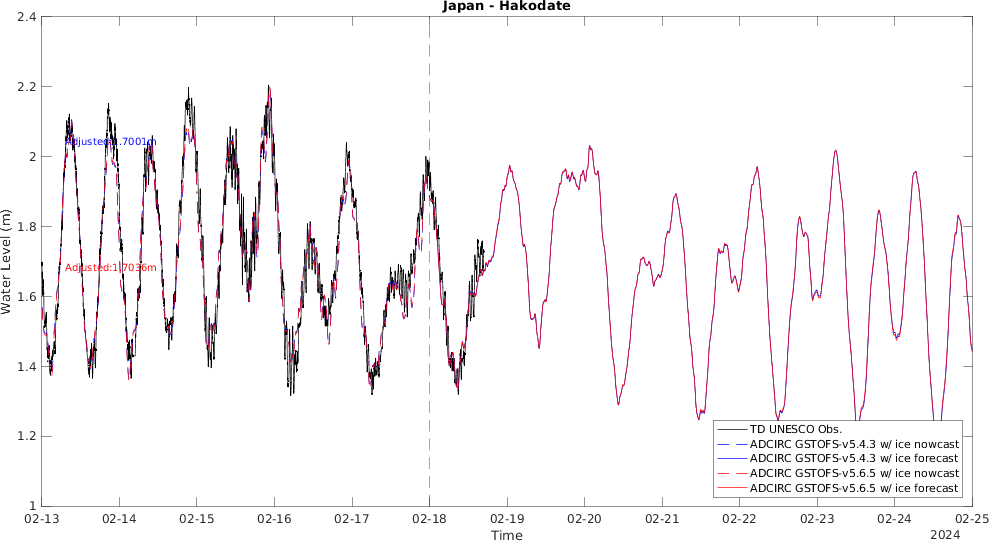 Japan - Hakodate
2.4
2.2
2
1.8
1.6
1.4
1.2
1
Water Level (m)
Adjusted:1.7001m
Adjusted:1.7036m
TD UNESCO Obs.
ADCIRC GSTOFS-v5.4.3 w/ ice nowcast
ADCIRC GSTOFS-v5.4.3 w/ ice forecast
ADCIRC GSTOFS-v5.6.5 w/ ice nowcast
ADCIRC GSTOFS-v5.6.5 w/ ice forecast
02-13 02-14 02-15 02-16 02-17 02-18 02-19 02-20 02-21 02-22 02-23 02-24 02-25
Time
2024